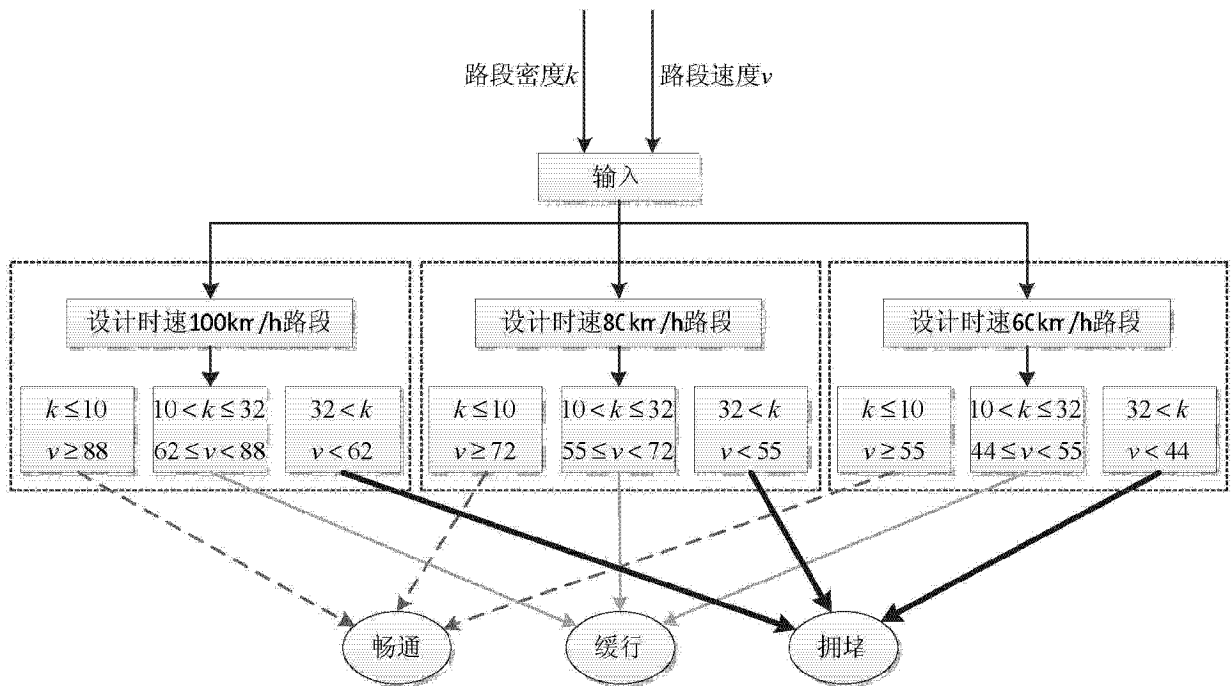 路段密度k
路段速度v
输入
设计时速100km/h路段
设计时速80km/h路段
设计时速60km/h路段
k≤10
v≥88
10<k≤32
62≤v<88
32<k
v<62
k≤10
v≥72
10<k≤32
55≤v<72
32<k
v<55
k≤10
v≥55
10<k≤32
44≤v<55
32<k
v<44
畅通
缓行
拥堵